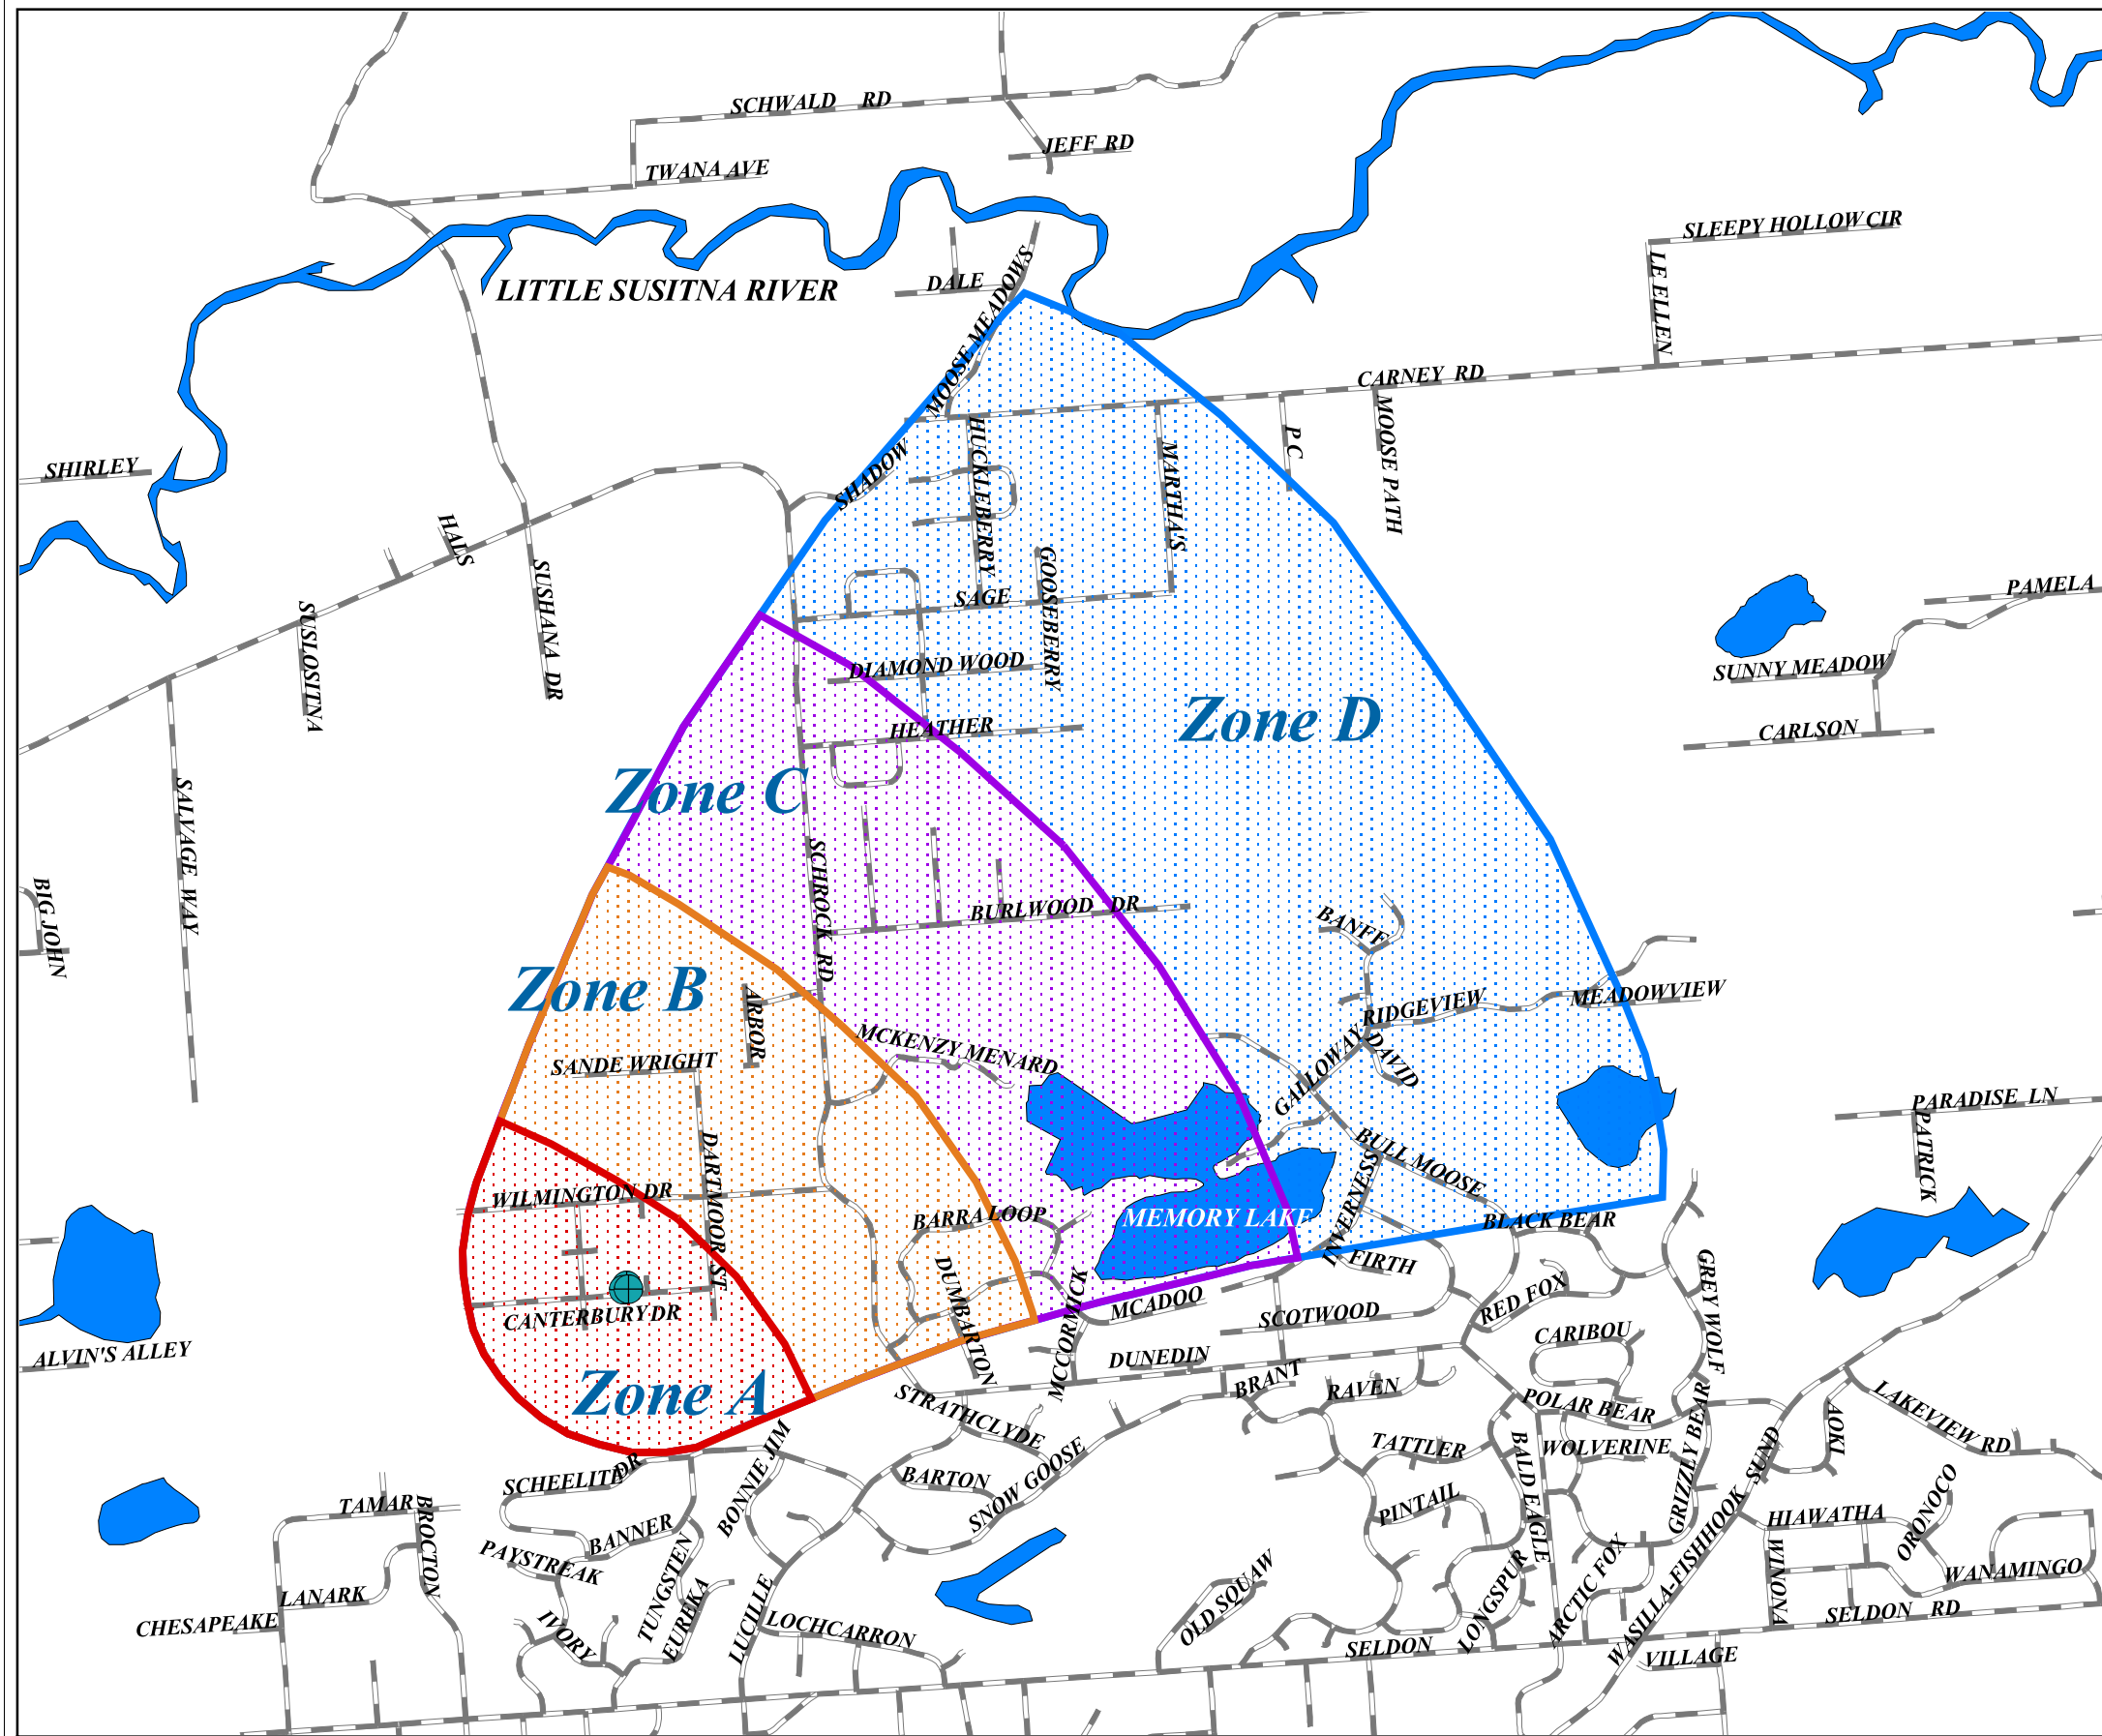 SCHWALD RD
JEFF RD
TWANA AVE
SLEEPY HOLLOW CIR
LITTLE SUSITNA RIVER
DALE
MOOSE MEADOWS
LE ELLEN
CARNEY RD
MOOSE PATH
P C
SHIRLEY
SHADOW
HUCKLEBERRY
MARTHA'S
HALS
SUSHANA DR
GOOSEBERRY
SAGE
PAMELA
SUSLOSITNA
DIAMOND WOOD
SUNNY MEADOW
Zone D
HEATHER
CARLSON
Zone C
SALVAGE WAY
SCHROCK RD
BIG JOHN
BURLWOOD DR
BANFF
Zone B
ARBOR
RIDGEVIEW
MEADOWVIEW
MCKENZY MENARD
GALLOWAY
DAVID
SANDE WRIGHT
PARADISE LN
PATRICK
DARTMOOR ST
BULL MOOSE
INVERNESS
WILMINGTON DR
BARRA LOOP
MEMORY LAKE
BLACK BEAR
FIRTH
GREY WOLF
DUMBARTON
MCCORMICK
MCADOO
RED FOX
CANTERBURY DR
SCOTWOOD
CARIBOU
ALVIN'S ALLEY
DUNEDIN
BRANT
RAVEN
Zone A
STRATHCLYDE
POLAR BEAR
GRIZZLY BEAR
LAKEVIEW RD
AOKI
BONNIE JIM
TATTLER
BALD EAGLE
WOLVERINE
SNOW GOOSE
SCHEELITE DR
BARTON
TAMAR
BROCTON
PINTAIL
HIAWATHA
ORONOCO
BANNER
PAYSTREAK
TUNGSTEN
EUREKA
LUCILLE
OLD SQUAW
LONGSPUR
ARCTIC FOX
WASILLA-FISHHOOK
SUND
WINONA
WANAMINGO
LANARK
CHESAPEAKE
IVORY
LOCHCARRON
SELDON
SELDON RD
VILLAGE